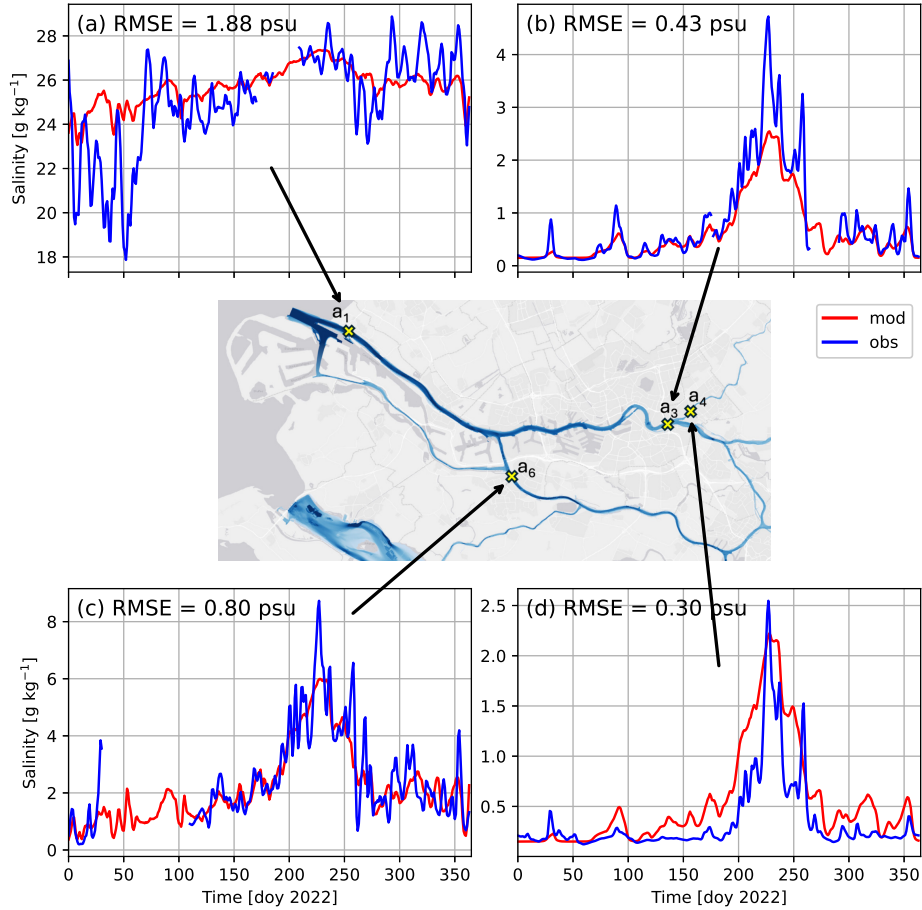 (a) RMSE = 1.88 psu
28
26
24
22
20
18
Salinity [g kg⁻¹]
(b) RMSE = 0.43 psu
4
3
2
1
0
a₁
a₃
a₄
a₆
mod
obs
(c) RMSE = 0.80 psu
8
6
4
2
0
Salinity [g kg⁻¹]
0 50 100 150 200 250 300 350
Time [doy 2022]
(d) RMSE = 0.30 psu
2.5
2.0
1.5
1.0
0.5
0 50 100 150 200 250 300 350
Time [doy 2022]